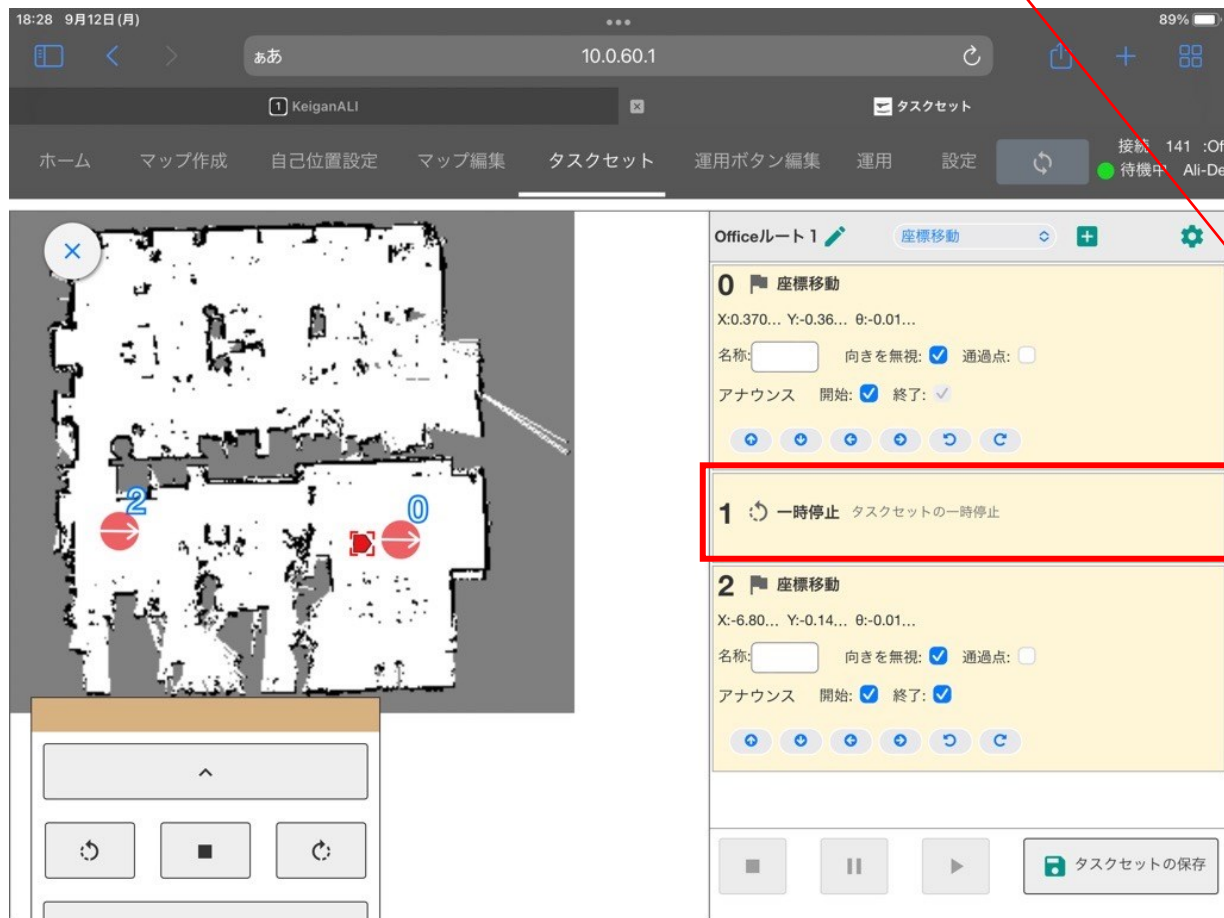 18:28 9月12日(月)
89%
ぁあ
10.0.60.1
1 KeiganALI
タスクセット
ホーム マップ作成 自己位置設定 マップ編集 タスクセット 運用ボタン編集 運用 設定
接続 141 :Of
待機中 Ali-De
Officeルート 1 座標移動
0 座標移動
X:0.370... Y:-0.36... θ:-0.01...
名称: 向きを無視: 通過点:
アナウンス 開始: 終了:
1 一時停止 タスクセットの一時停止
2 座標移動
X:-6.80... Y:-0.14... θ:-0.01...
名称: 向きを無視: 通過点:
アナウンス 開始: 終了:
2
0
タスクセットの保存